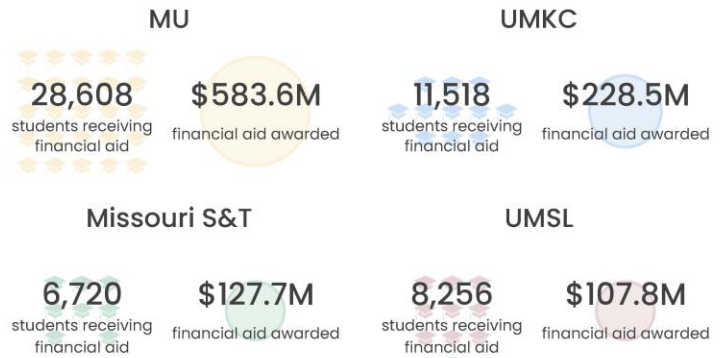 MU
28,608
students receiving
financial aid
$583.6M
financial aid awarded
UMKC
11,518
students receiving
financial aid
$228.5M
financial aid awarded
Missouri S&T
6,720
students receiving
financial aid
$127.7M
financial aid awarded
UMSL
8,256
students receiving
financial aid
$107.8M
financial aid awarded